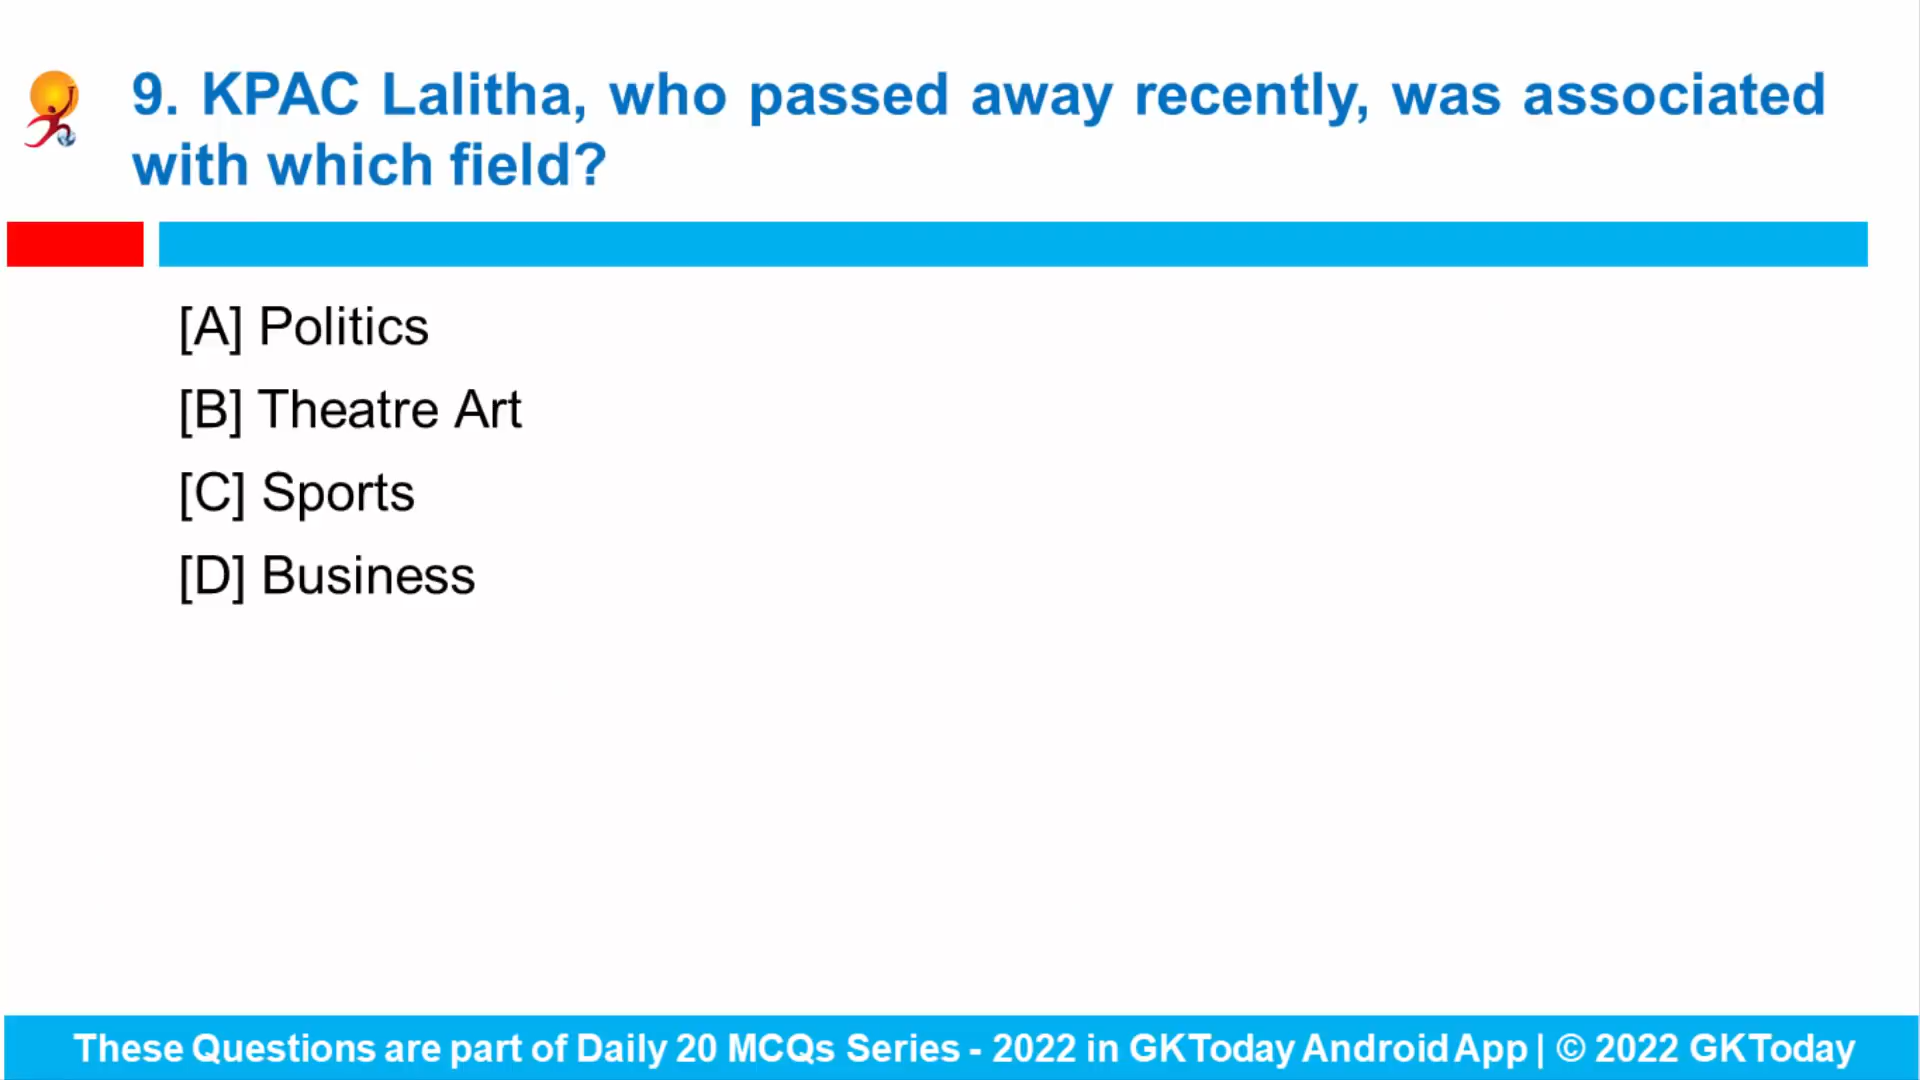 9. KPAC Lalitha, who passed away recently, was associated
with which field?
[A] Politics
[B] Theatre Art
[C] Sports
[D] Business
These Questions are part of Daily 20 MCQs Series - 2022 in GKToday Android App | © 2022 GKToday